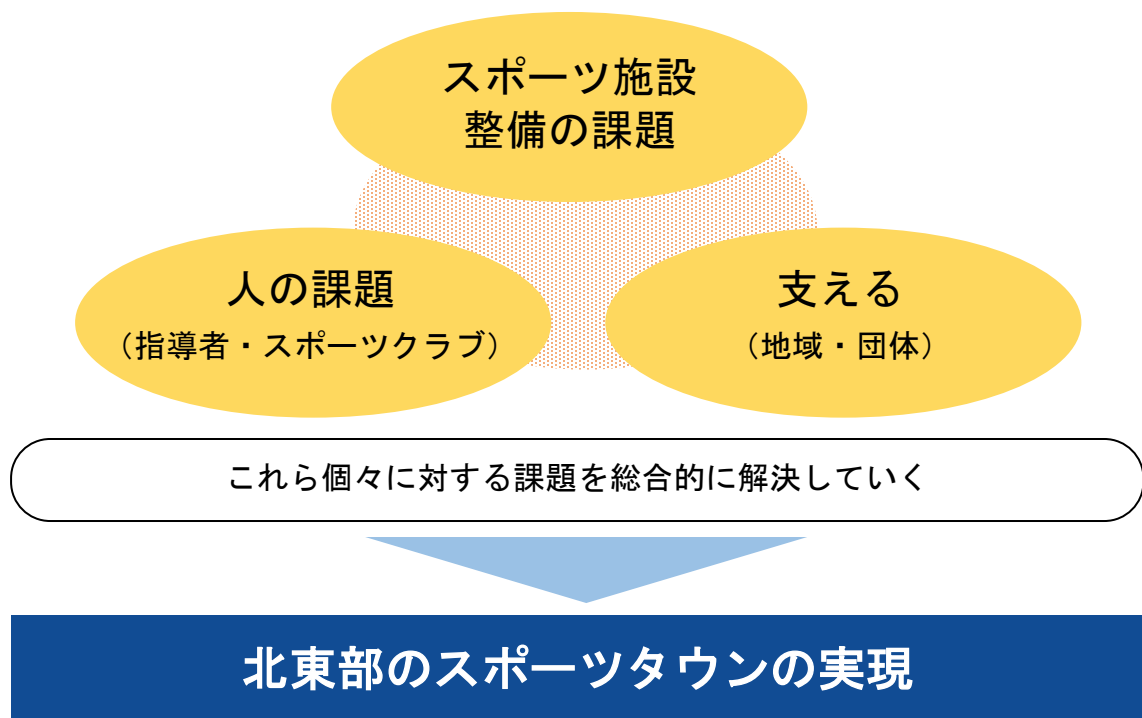 スポーツ施設
整備の課題
人の課題
（指導者・スポーツクラブ）
支える
（地域・団体）
これら個々に対する課題を総合的に解決していく
北東部のスポーツタウンの実現